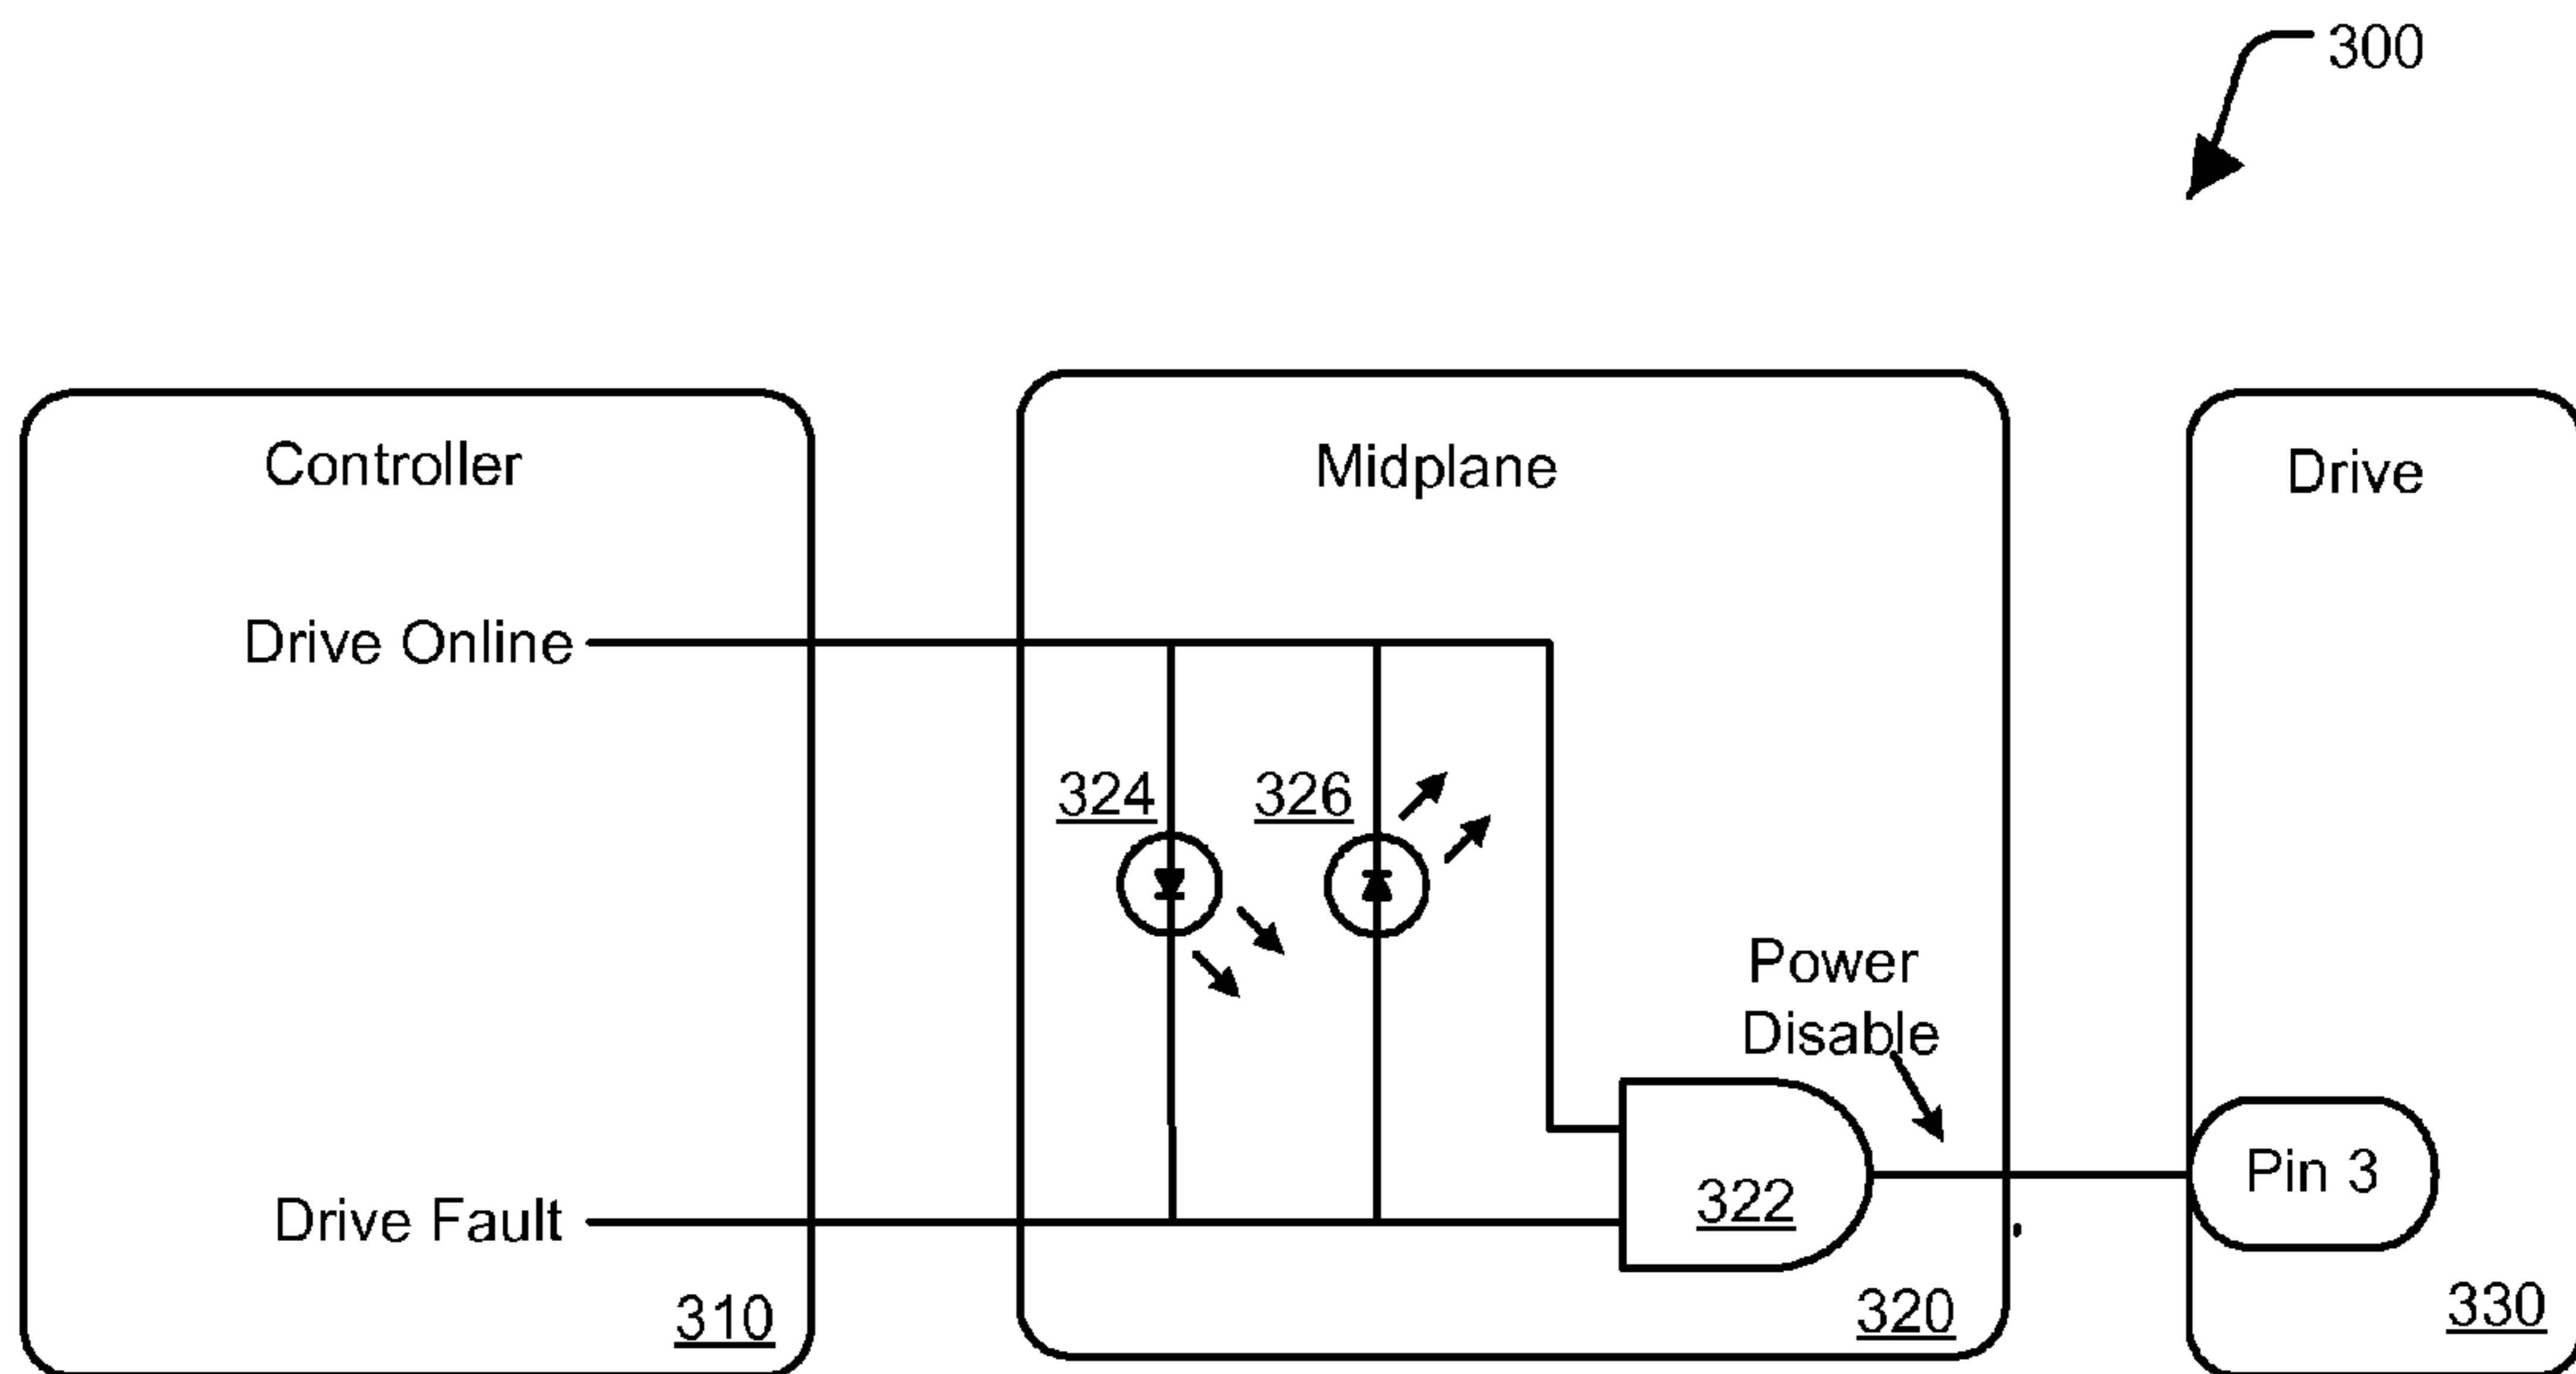 300
Controller
Midplane
Drive
Drive Online
324
326
Power
Disable
Pin 3
322
Drive Fault
310
320
330